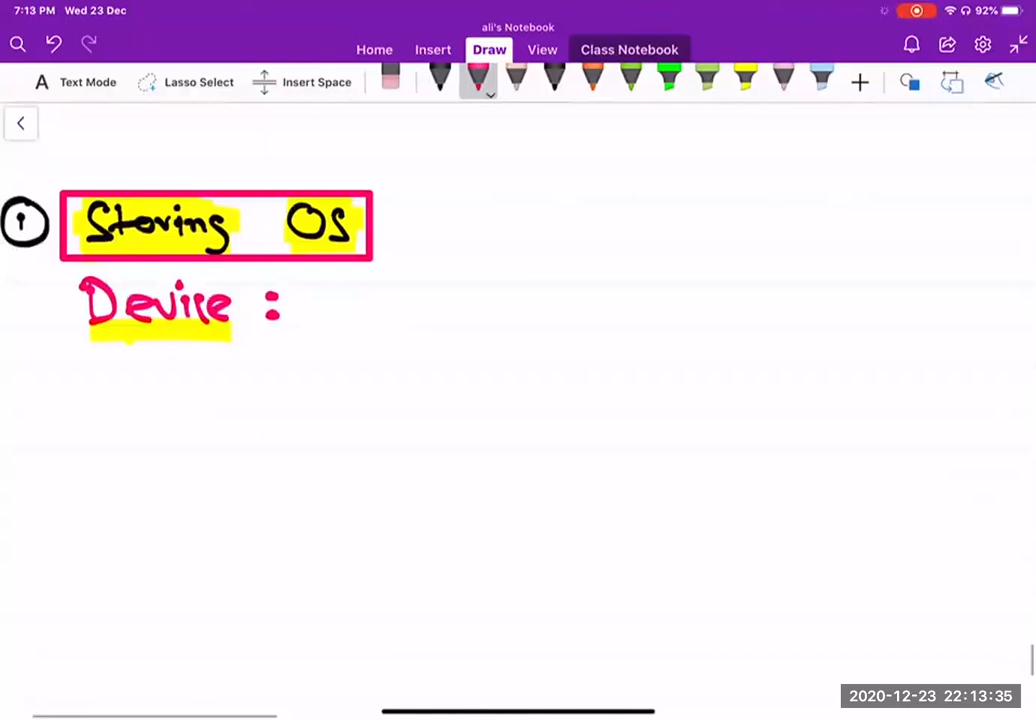 7:13 PM Wed 23 Dec
92%
ali's Notebook
Home Insert Draw View Class Notebook
A Text Mode Lasso Select Insert Space
1 Storing OS
Device :
2020-12-23 22:13:35